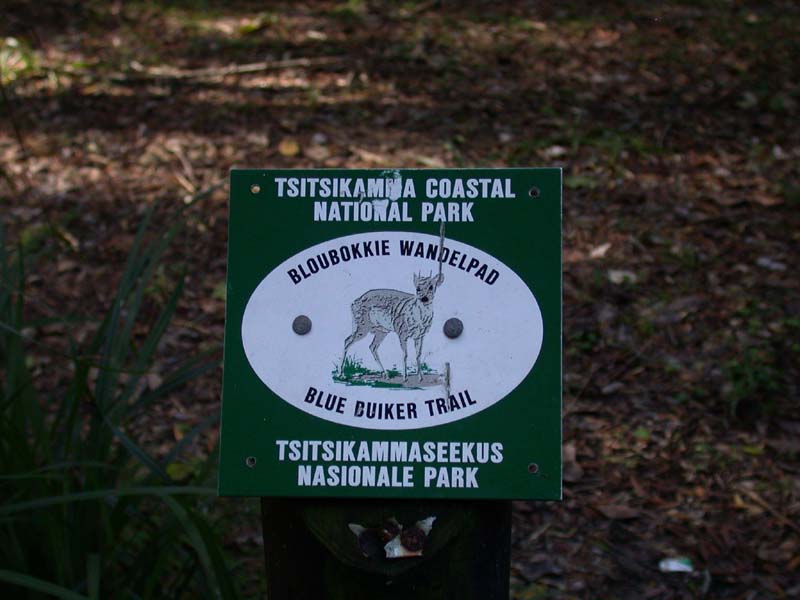 TSITSIKAMMA COASTAL
NATIONAL PARK
BLOUBOKKIE WANDELPAD
BLUE DUIKER TRAIL
TSITSIKAMMASEEKUS
NASIONALE PARK